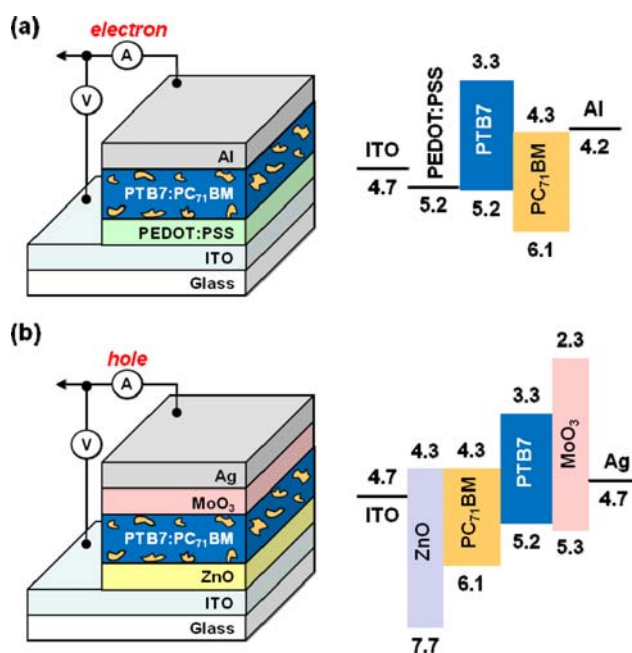 (a)
electron
A
V
Al
PTB7:PC₇₁BM
PEDOT:PSS
ITO
Glass
ITO
4.7
PEDOT:PSS
5.2
3.3
PTB7
5.2
4.3
PC₇₁BM
6.1
Al
4.2
(b)
hole
A
V
Ag
MoO₃
PTB7:PC₇₁BM
ZnO
ITO
Glass
4.7
ITO
4.3
ZnO
7.7
4.3
PC₇₁BM
6.1
3.3
PTB7
5.2
2.3
MoO₃
5.3
Ag
4.7